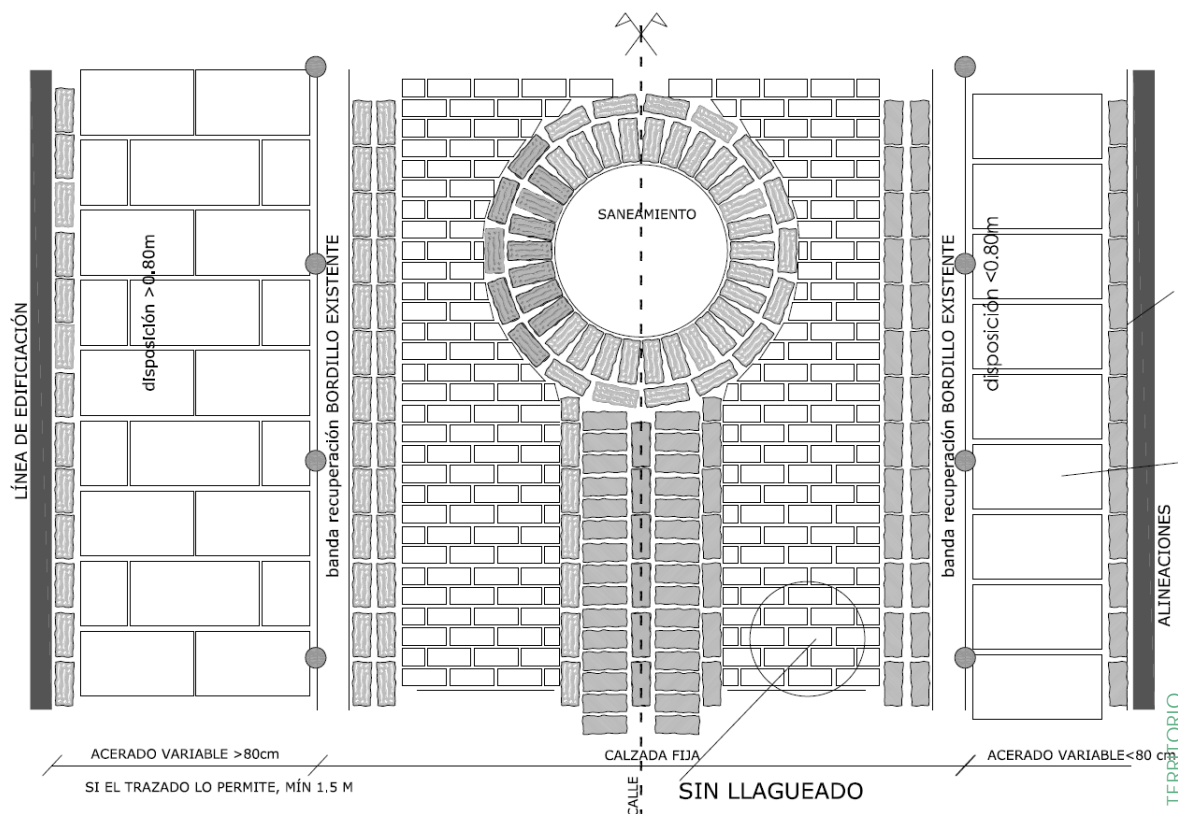 SANEAMIENTO
LÍNEA DE EDIFICIACIÓN
disposición >0.80m
banda recuperación BORDILLO EXISTENTE
banda recuperación BORDILLO EXISTENTE
disposición <0.80m
ALINEACIONES
TERRITORIO
ACERADO VARIABLE >80cm
CALZADA FIJA
ACERADO VARIABLE<80 cm
SI EL TRAZADO LO PERMITE, MÍN 1.5 M
CALLE
SIN LLAGUEADO